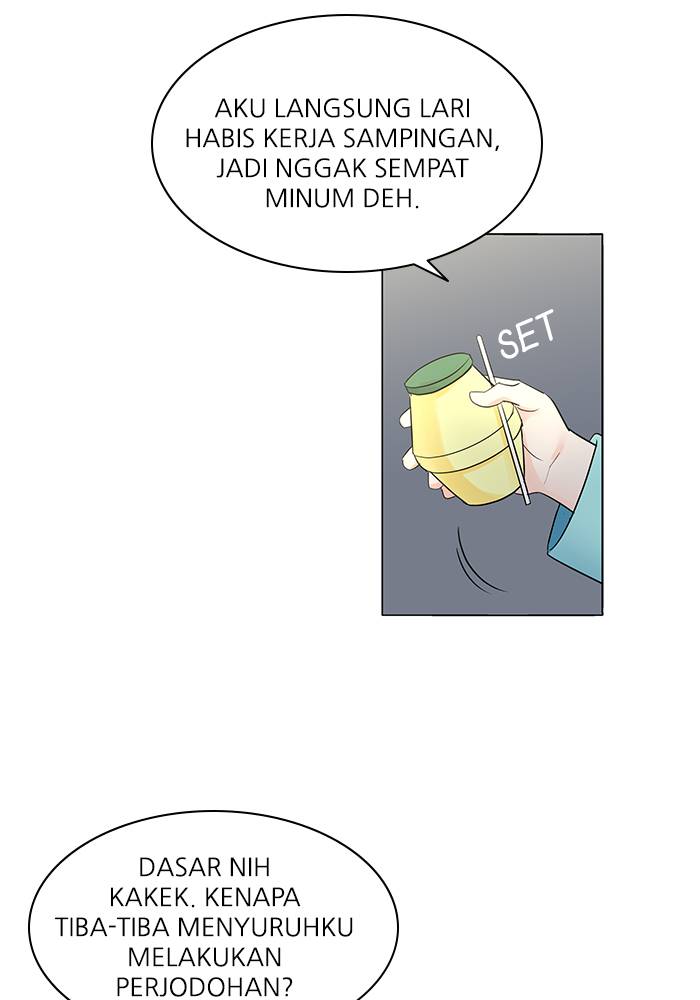 AKU LANGSUNG LARI
HABIS KERJA SAMPINGAN,
JADI NGGAK SEMPAT
MINUM DEH.
SET
DASAR NIH
KAKEK. KENAPA
TIBA-TIBA MENYURUHKU
MELAKUKAN
PERJODOHAN?